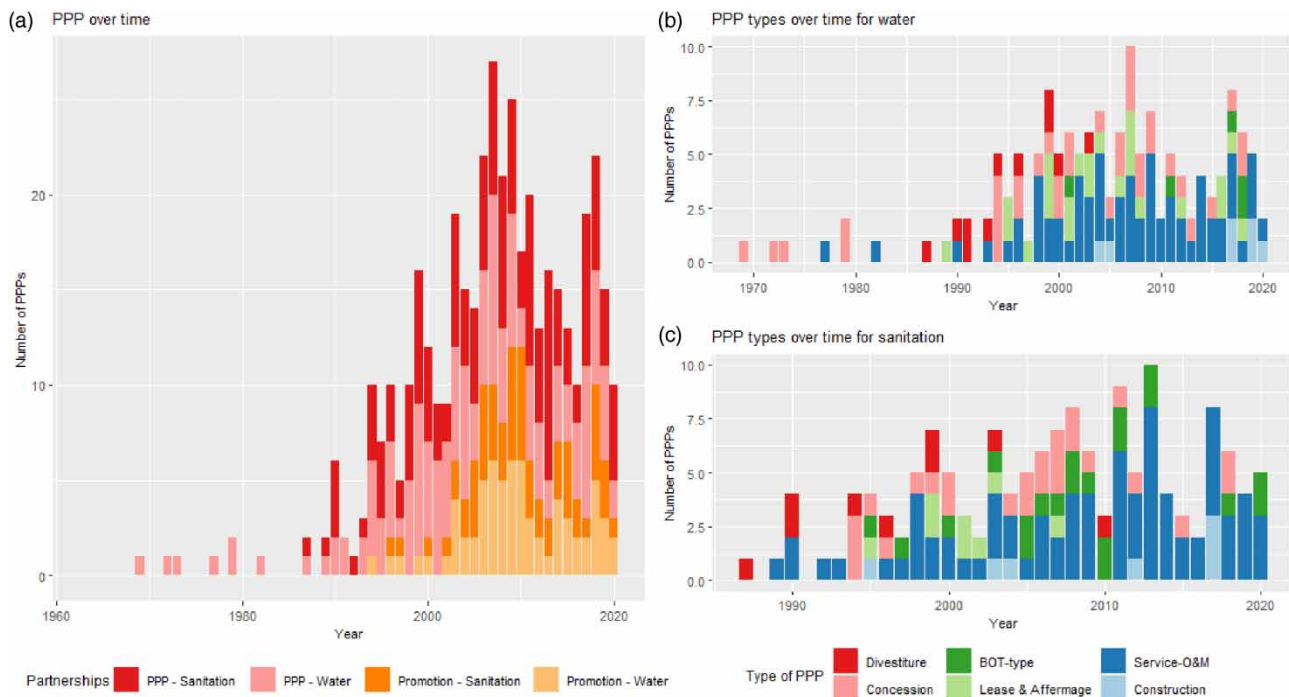 (a) PPP over time
Number of PPPs
20
10
0
1960 1980 2000 2020
Year
Partnerships PPP - Sanitation PPP - Water Promotion - Sanitation Promotion - Water
(b) PPP types over time for water
Number of PPPs
10.0
7.5
5.0
2.5
0.0
1970 1980 1990 2000 2010 2020
Year
(c) PPP types over time for sanitation
Number of PPPs
10.0
7.5
5.0
2.5
0.0
1990 2000 2010 2020
Year
Type of PPP
Divestiture BOT-type Service-O&M
Concession Lease & Affermage Construction